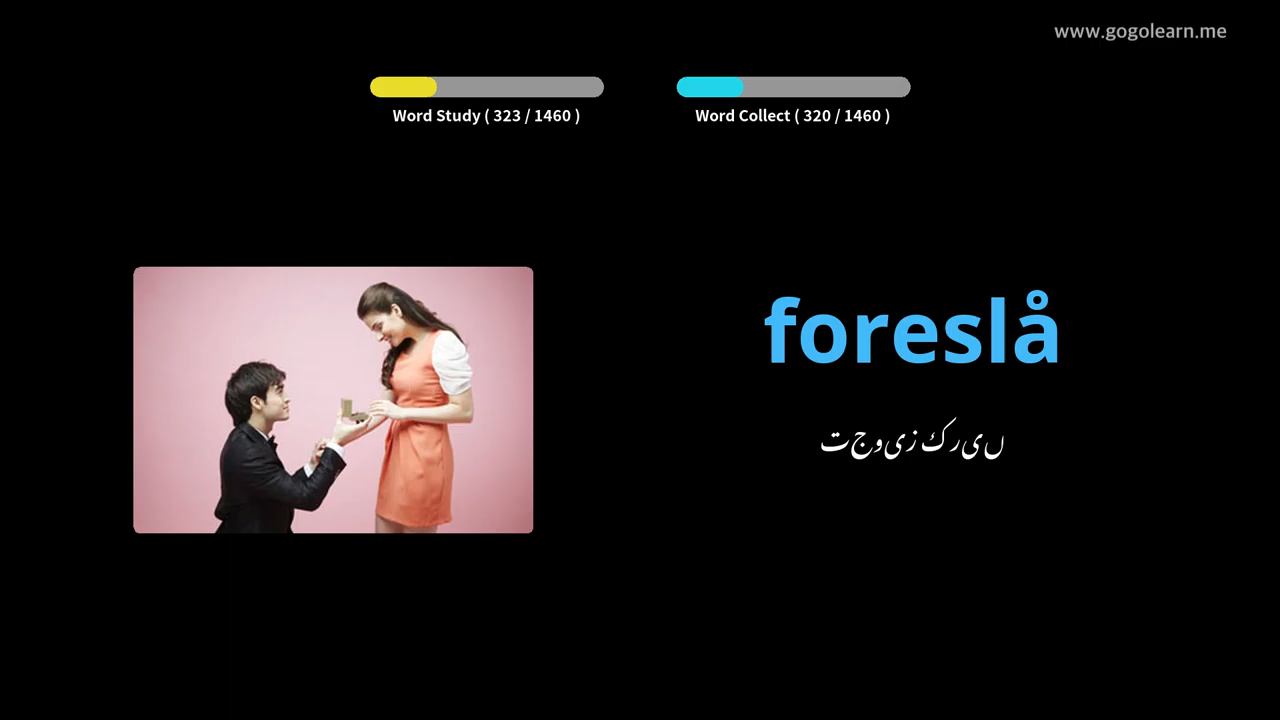 www.gogolearn.me
Word Study ( 323 / 1460 )
Word Collect ( 320 / 1460 )
foreslå
تجویز کریں